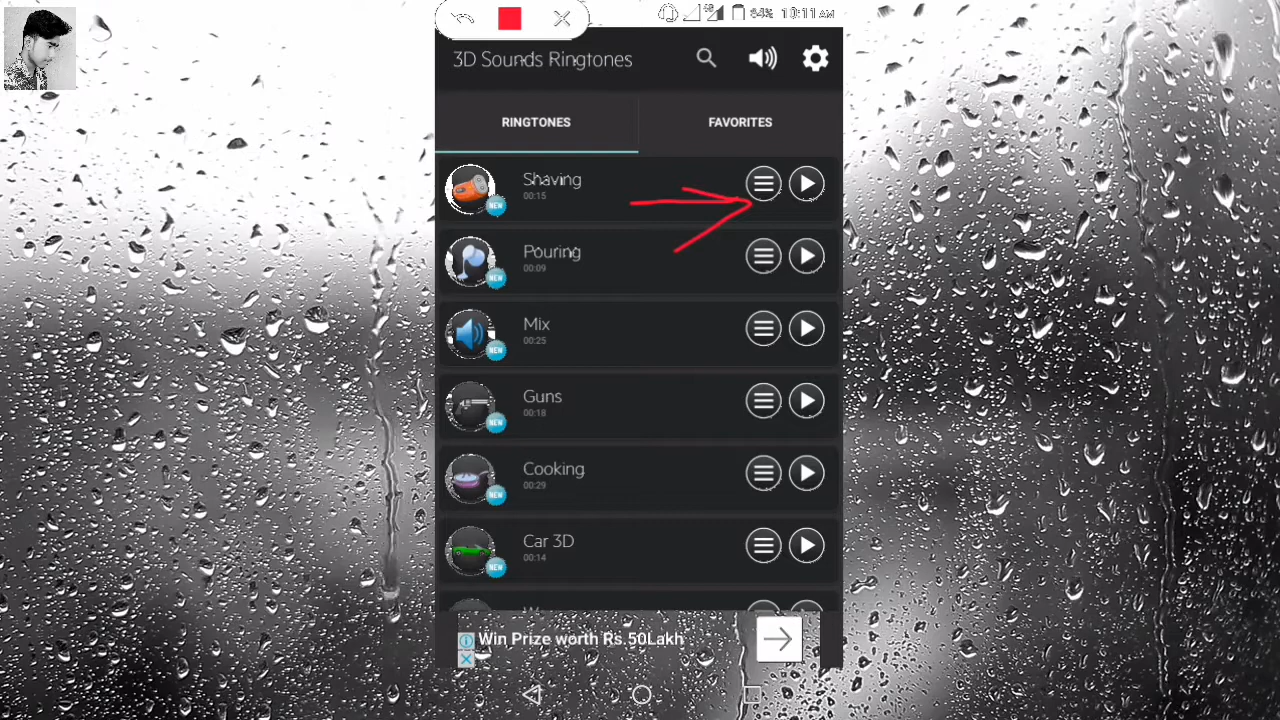 4G 64% 10:11 AM
3D Sounds Ringtones
RINGTONES FAVORITES
Shaving
00:15
NEW
Pouring
00:09
NEW
Mix
00:25
NEW
Guns
00:18
NEW
Cooking
00:29
NEW
Car 3D
00:14
NEW
Win Prize worth Rs.50Lakh